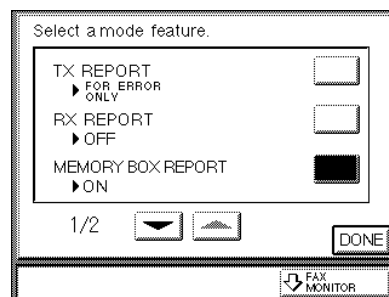 Select a mode feature.
TX REPORT
FOR ERROR
ONLY
RX REPORT
OFF
MEMORY BOX REPORT
ON
1/2
DONE
FAX
MONITOR